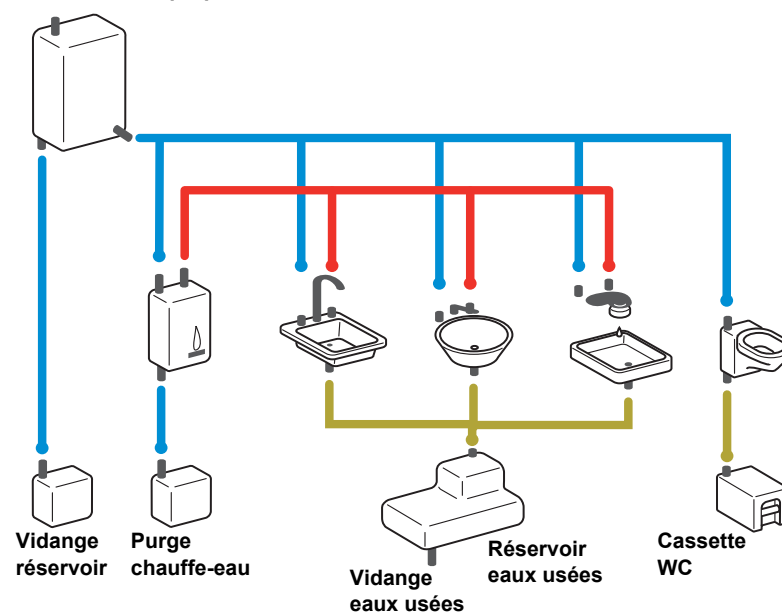 Vidange
réservoir
Purge
chauffe-eau
Vidange
eaux usées
Réservoir
eaux usées
Cassette
WC